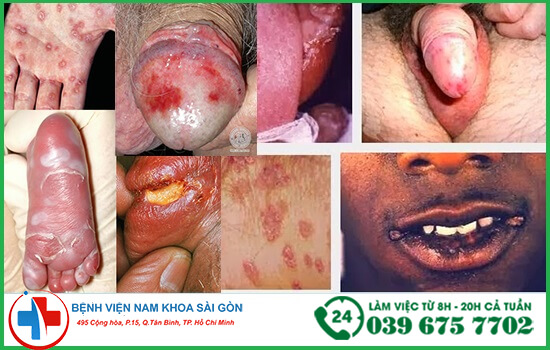 BỆNH VIỆN NAM KHOA SÀI GÒN
495 Cộng hòa, P.15, Q.Tân Bình, TP. Hồ Chí Minh
24
LÀM VIỆC TỪ 8H - 20H CẢ TUẦN
039 675 7702